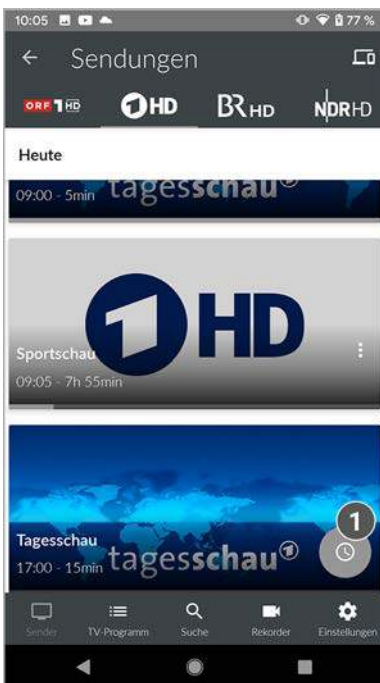 10:05 77 %
Sendungen
ORF 1 HD 1 HD BR HD NDR HD
Heute
tagesschau
09:00 - 5min
1 HD
Sportschau
09:05 - 7h 55min
1
Tagesschau
tagesschau
17:00 - 15min
Sender TV-Programm Suche Rekorder Einstellungen